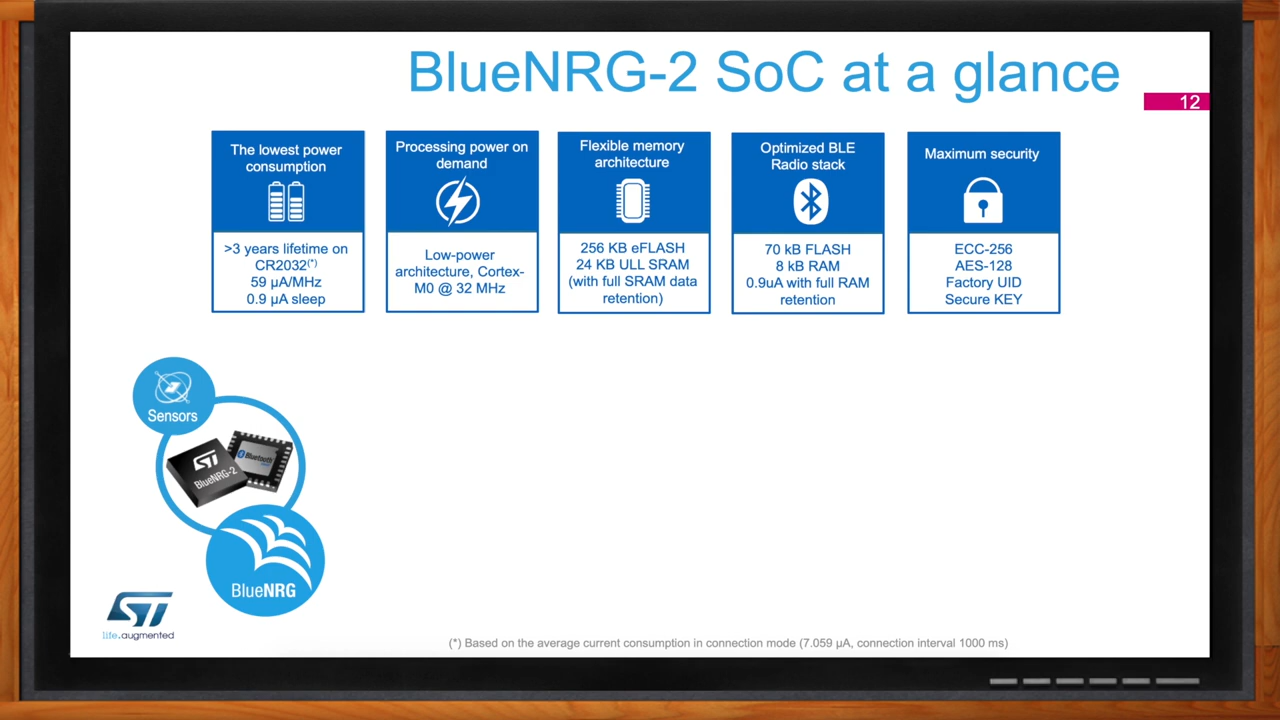 BlueNRG-2 SoC at a glance
12
The lowest power
consumption
>3 years lifetime on
CR2032(*)
59 µA/MHz
0.9 µA sleep
Processing power on
demand
Low-power
architecture, Cortex-
M0 @ 32 MHz
Flexible memory
architecture
256 KB eFLASH
24 KB ULL SRAM
(with full SRAM data
retention)
Optimized BLE
Radio stack
70 kB FLASH
8 kB RAM
0.9uA with full RAM
retention
Maximum security
ECC-256
AES-128
Factory UID
Secure KEY
Sensors
ST
BlueNRG-2
Bluetooth
BlueNRG
ST
life.augmented
(*) Based on the average current consumption in connection mode (7.059 µA, connection interval 1000 ms)